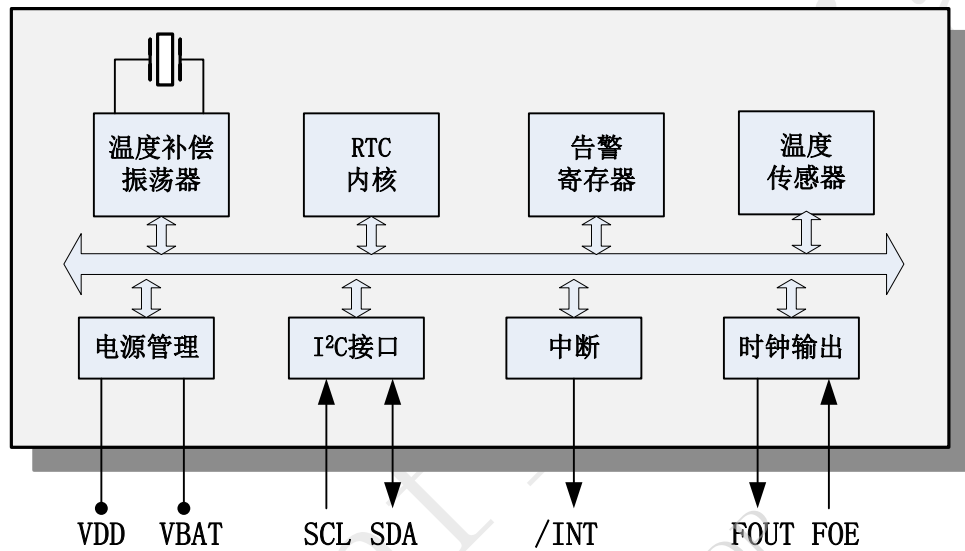 温度补偿
振荡器
RTC
内核
告警
寄存器
温度
传感器
电源管理
I²C接口
中断
时钟输出
VDD VBAT SCL SDA /INT FOUT FOE